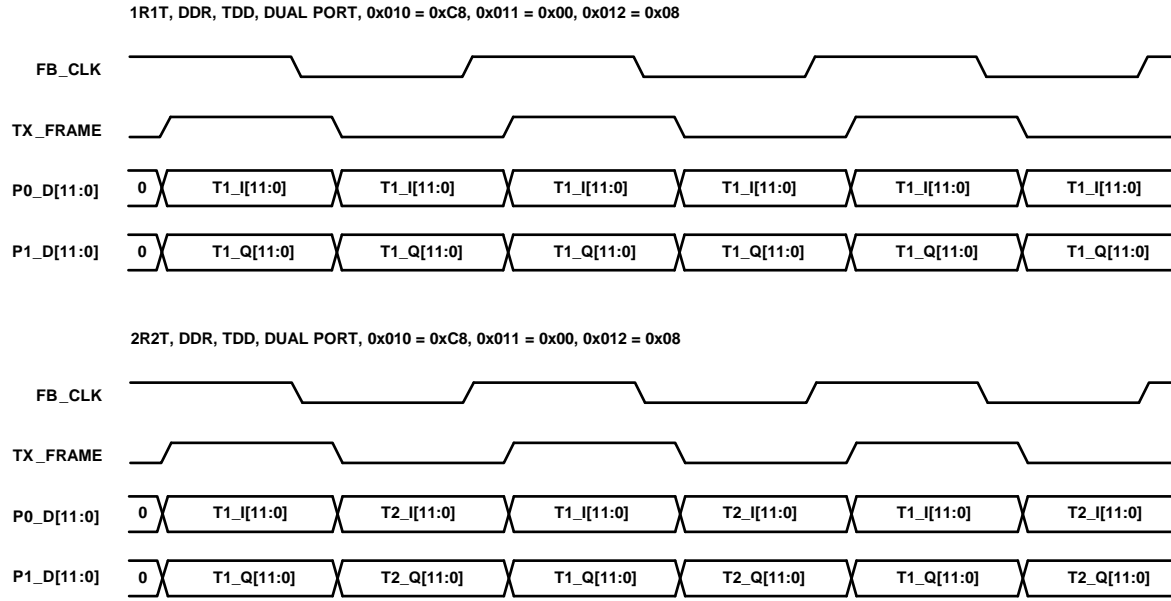 1R1T, DDR, TDD, DUAL PORT, 0x010 = 0xC8, 0x011 = 0x00, 0x012 = 0x08
FB_CLK
TX_FRAME
P0_D[11:0] 0 T1_I[11:0] T1_I[11:0] T1_I[11:0] T1_I[11:0] T1_I[11:0] T1_I[11:0]
P1_D[11:0] 0 T1_Q[11:0] T1_Q[11:0] T1_Q[11:0] T1_Q[11:0] T1_Q[11:0] T1_Q[11:0]
2R2T, DDR, TDD, DUAL PORT, 0x010 = 0xC8, 0x011 = 0x00, 0x012 = 0x08
FB_CLK
TX_FRAME
P0_D[11:0] 0 T1_I[11:0] T2_I[11:0] T1_I[11:0] T2_I[11:0] T1_I[11:0] T2_I[11:0]
P1_D[11:0] 0 T1_Q[11:0] T2_Q[11:0] T1_Q[11:0] T2_Q[11:0] T1_Q[11:0] T2_Q[11:0]